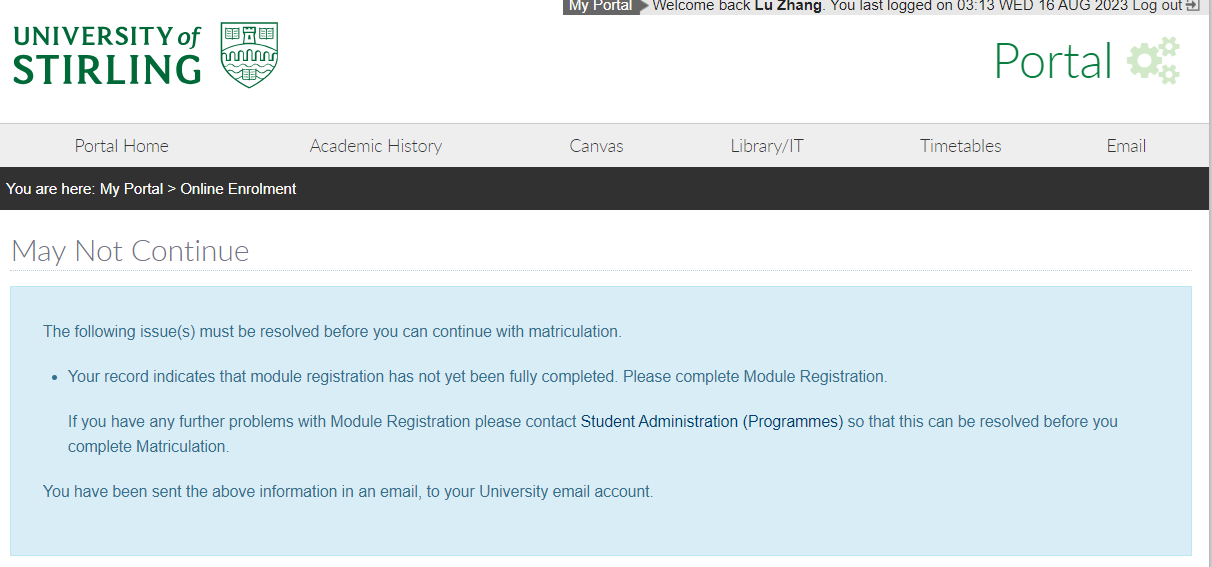 My Portal Welcome back Lu Zhang. You last logged on 03:13 WED 16 AUG 2023 Log out
UNIVERSITY of
STIRLING
Portal
Portal Home Academic History Canvas Library/IT Timetables Email
You are here: My Portal > Online Enrolment
May Not Continue
The following issue(s) must be resolved before you can continue with matriculation.
• Your record indicates that module registration has not yet been fully completed. Please complete Module Registration.
If you have any further problems with Module Registration please contact Student Administration (Programmes) so that this can be resolved before you
complete Matriculation.
You have been sent the above information in an email, to your University email account.